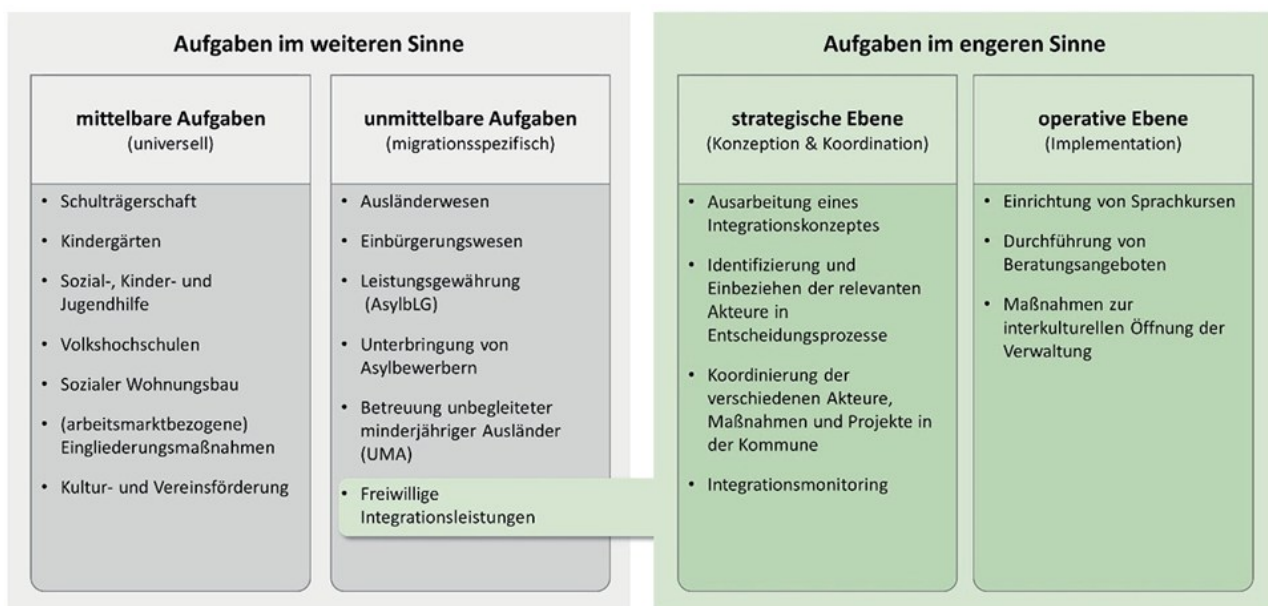 Aufgaben im weiteren Sinne
mittelbare Aufgaben
(universell)
• Schulträgerschaft
• Kindergärten
• Sozial-, Kinder- und
Jugendhilfe
• Volkshochschulen
• Sozialer Wohnungsbau
• (arbeitsmarktbezogene)
Eingliederungsmaßnahmen
• Kultur- und Vereinsförderung
unmittelbare Aufgaben
(migrationsspezifisch)
• Ausländerwesen
• Einbürgerungswesen
• Leistungsgewährung
(AsylbLG)
• Unterbringung von
Asylbewerbern
• Betreuung unbegleiteter
minderjähriger Ausländer
(UMA)
• Freiwillige
Integrationsleistungen
Aufgaben im engeren Sinne
strategische Ebene
(Konzeption & Koordination)
• Ausarbeitung eines
Integrationskonzeptes
• Identifizierung und
Einbeziehen der relevanten
Akteure in
Entscheidungsprozesse
• Koordinierung der
verschiedenen Akteure,
Maßnahmen und Projekte in
der Kommune
• Integrationsmonitoring
operative Ebene
(Implementation)
• Einrichtung von Sprachkursen
• Durchführung von
Beratungsangeboten
• Maßnahmen zur
interkulturellen Öffnung der
Verwaltung